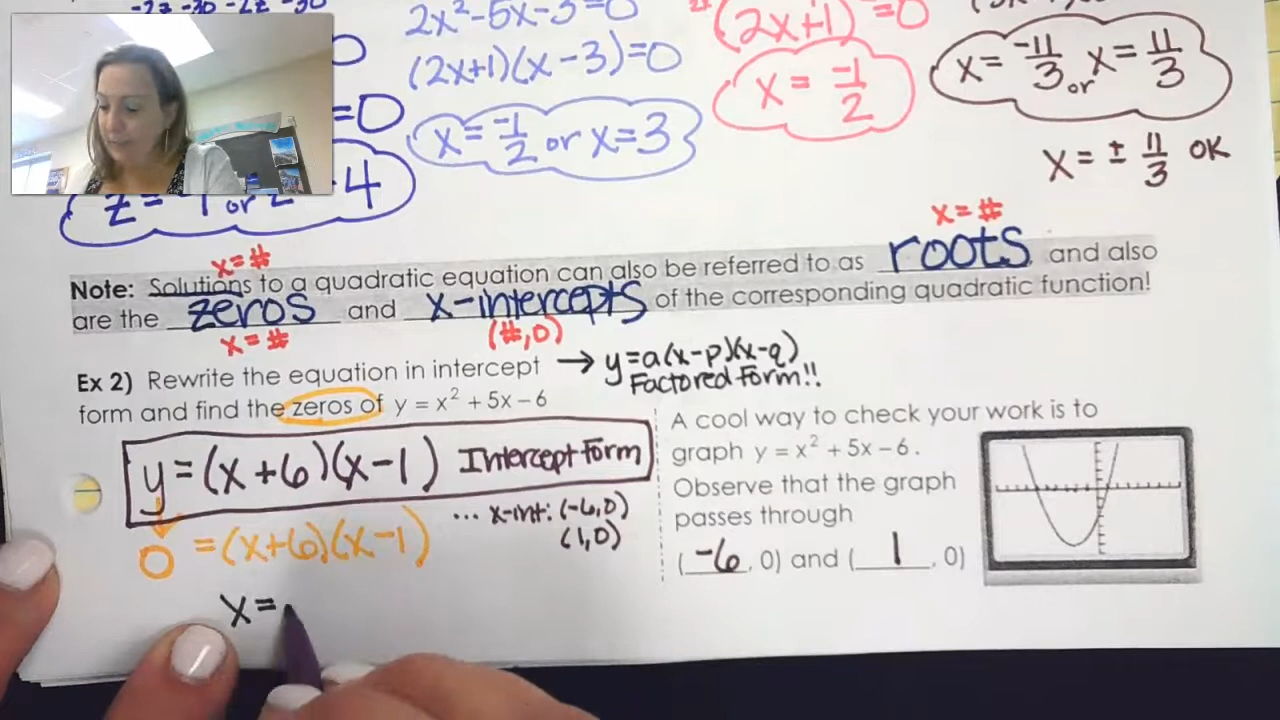 2x²-5x-3=0
(2x+1)(x-3)=0
x=-1/2 or x=3
(2x+1)²=0
x = -1/2
x=-11/3 or x=11/3
x=± 11/3 OK
=0
or 4
x=# x=#
Note: Solutions to a quadratic equation can also be referred to as roots and also
are the zeros and x-intercepts of the corresponding quadratic function!
x=# (#,0)
Ex 2) Rewrite the equation in intercept → y=a(x-p)(x-q)
form and find the zeros of y = x² + 5x – 6 Factored Form!!
y=(x+6)(x-1) Intercept Form
... x-int: (-6,0)
(1,0)
0 =(x+6)(x-1)
x=
A cool way to check your work is to
graph y = x² + 5x – 6.
Observe that the graph
passes through
(-6, 0) and (1, 0)